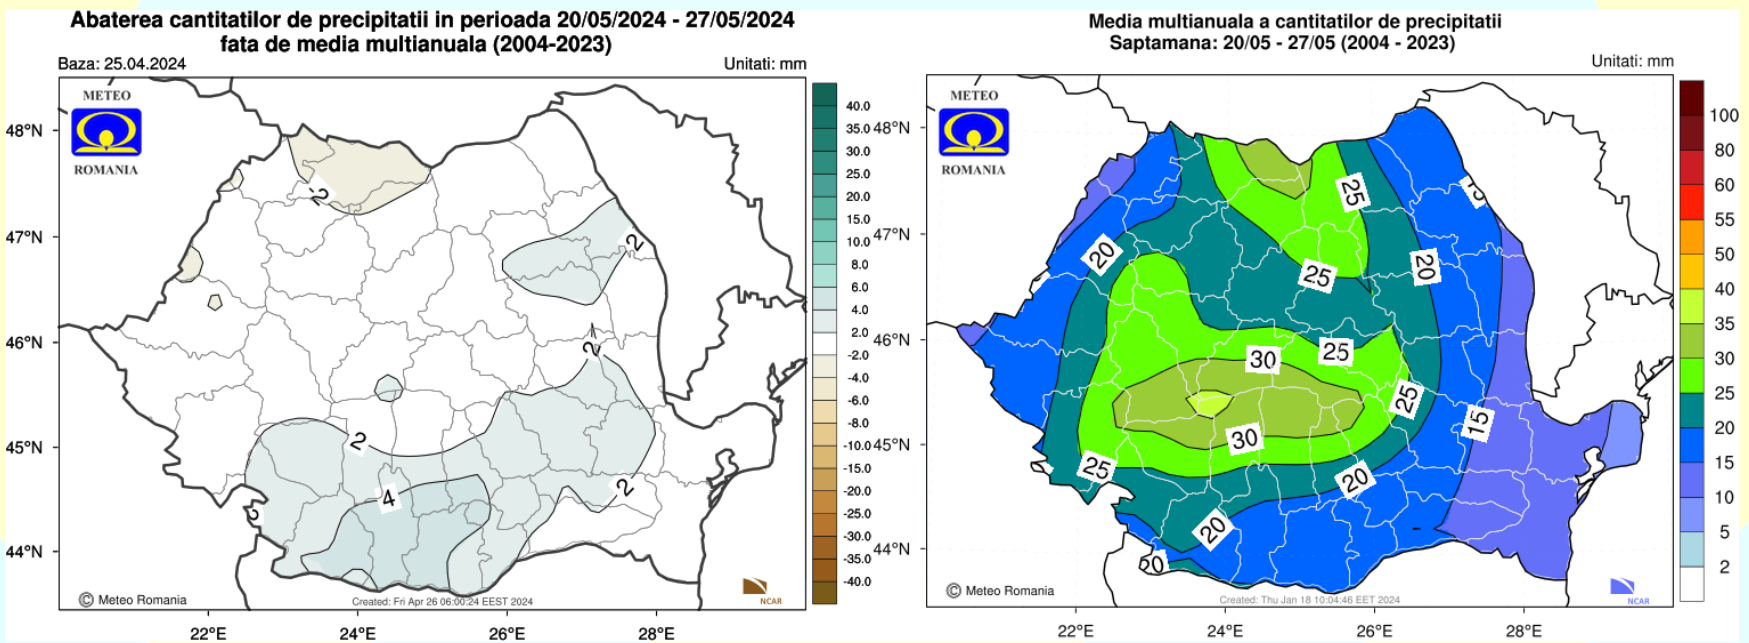 Abaterea cantitatilor de precipitatii in perioada 20/05/2024 - 27/05/2024
fata de media multianuala (2004-2023)
Baza: 25.04.2024
Unitati: mm
METEO
ROMANIA
48°N
47°N
46°N
45°N
44°N
22°E
24°E
26°E
28°E
-2
2
2
2
4
2
40.0
35.0
30.0
25.0
20.0
15.0
10.0
8.0
6.0
4.0
2.0
-2.0
-4.0
-6.0
-8.0
-10.0
-15.0
-20.0
-25.0
-30.0
-35.0
-40.0
© Meteo Romania
Created: Fri Apr 26 06:00:24 EEST 2024
NCAR
Media multianuala a cantitatilor de precipitatii
Saptamana: 20/05 - 27/05 (2004 - 2023)
Unitati: mm
METEO
ROMANIA
48°N
47°N
46°N
45°N
44°N
22°E
24°E
26°E
28°E
25
20
25
20
25
30
25
15
30
25
20
20
100
80
60
55
50
40
35
30
25
20
15
10
5
2
© Meteo Romania
Created: Thu Jan 18 10:04:46 EET 2024
NCAR